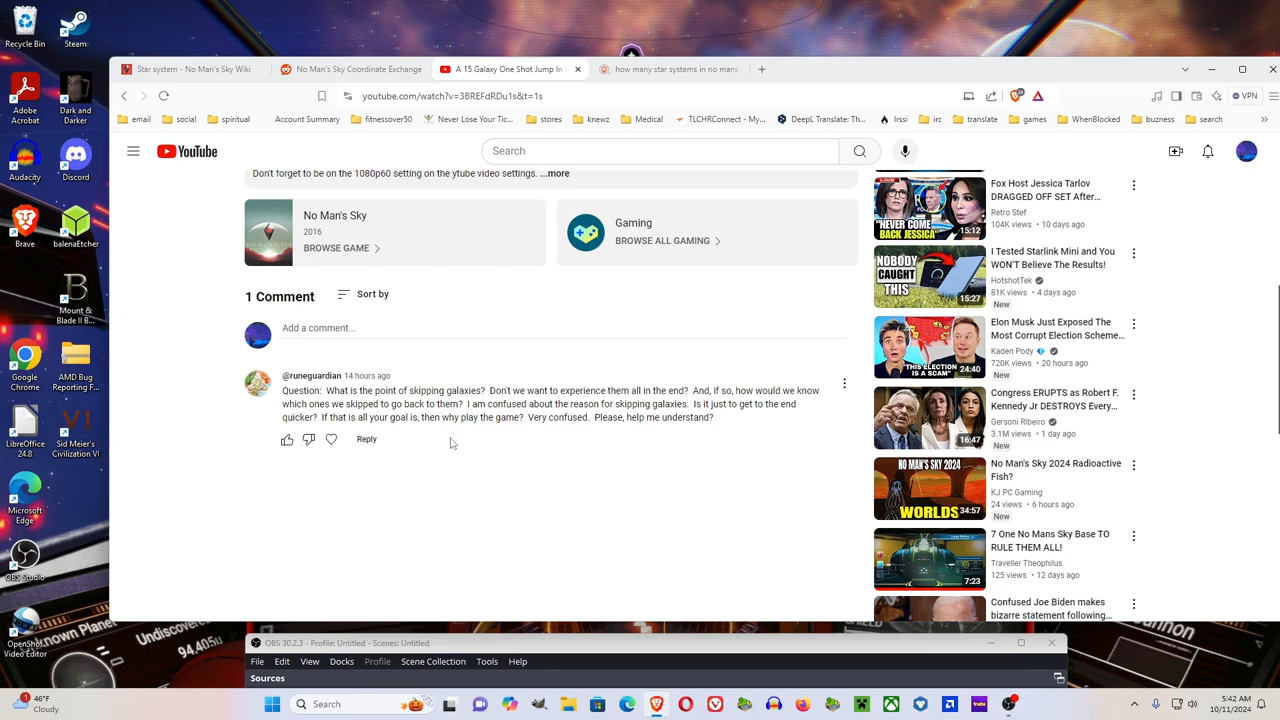 Recycle Bin
Steam
Adobe Acrobat
Dark and Darker
Audacity
Discord
Brave
balenaEtcher
Mount & Blade II B...
Google Chrome
AMD Bug Report...
LibreOffice 24.8
Sid Meier's Civilization VI
Microsoft Edge
OBS Studio
OpenShot Video Editor
Star system - No Man's Sky Wiki
No Man's Sky Coordinate Exchange
A 15 Galaxy One Shot Jump In
how many star systems in no mans
youtube.com/watch?v=3BREFdRDu1s&t=1s
VPN
email
social
spiritual
Account Summary
fitnessover50
Never Lose Your Tic...
stores
knewz
Medical
TLCHRConnect - My...
DeepL Translate: Th...
Irssi
irc
translate
games
WhenBlocked
buzness
search
YouTube
Search
Don't forget to be on the 1080p60 setting on the ytube video settings. ...more
No Man's Sky
2016
BROWSE GAME
Gaming
BROWSE ALL GAMING
1 Comment
Sort by
Add a comment...
@runeguardian 14 hours ago
Question: What is the point of skipping galaxies? Don't we want to experience them all in the end? And, if so, how would we know
which ones we skipped to go back to them? I am confused about the reason for skipping galaxies. Is it just to get to the end
quicker? If that is all your goal is, then why play the game? Very confused. Please, help me understand?
Reply
LIVE
"NEVER COME BACK JESSICA"
15:12
Fox Host Jessica Tarlov
DRAGGED OFF SET After...
Retro Stef
104K views • 10 days ago
NOBODY CAUGHT THIS
15:27
I Tested Starlink Mini and You
WON'T Believe The Results!
HotshotTek
81K views • 4 days ago
New
"THIS ELECTION IS A SCAM"
24:40
Elon Musk Just Exposed The
Most Corrupt Election Scheme...
Kaden Pody
720K views • 20 hours ago
New
16:47
Congress ERUPTS as Robert F.
Kennedy Jr DESTROYS Every...
Gersoni Ribeiro
3.1M views • 1 day ago
New
NO MAN'S SKY 2024
WORLDS
34:57
No Man's Sky 2024 Radioactive
Fish?
KJ PC Gaming
24 views • 6 hours ago
New
7:23
7 One No Mans Sky Base TO
RULE THEM ALL!
Traveller Theophilus
125 views • 12 days ago
Confused Joe Biden makes
bizarre statement following...
Unknown Planet
Undiscovered
94.405u
OBS 30.2.3 - Profile: Untitled - Scenes: Untitled
File Edit View Docks Profile Scene Collection Tools Help
Sources
1
46°F
Cloudy
Search
5:42 AM
10/11/2024